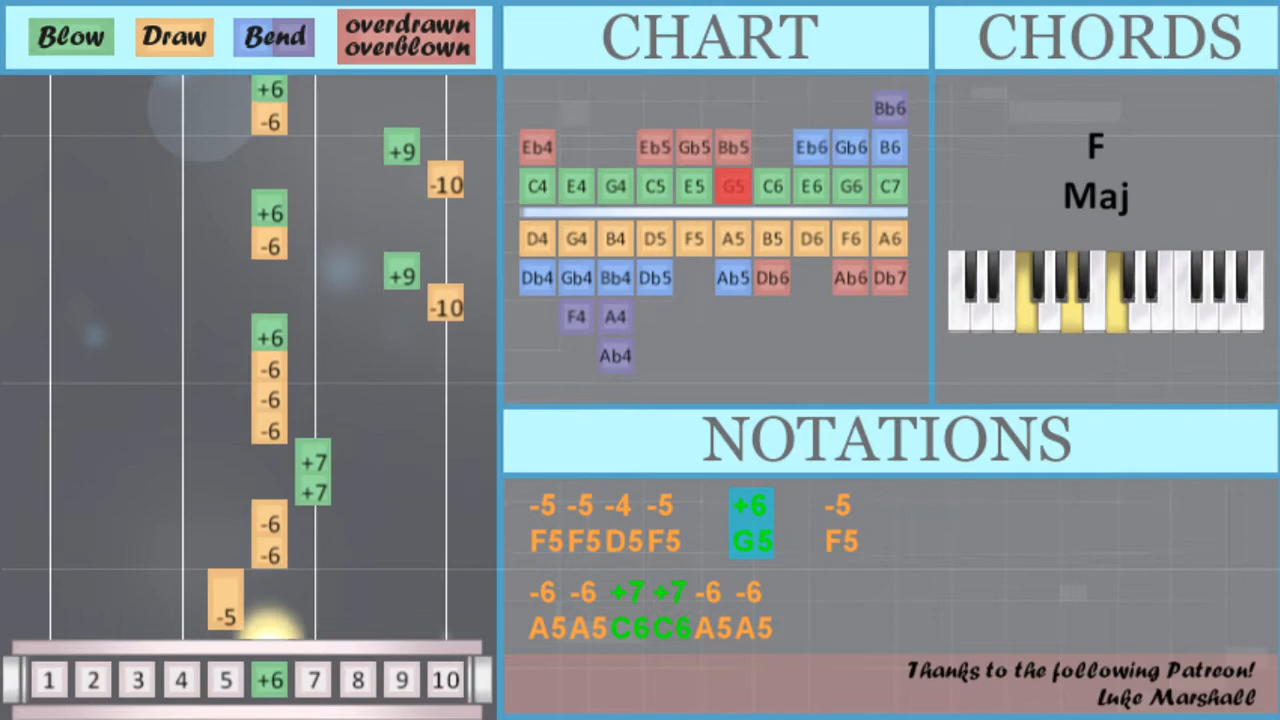 Blow Draw Bend overdrawn
overblown
CHART
CHORDS
+6
-6
+9
-10
+6
-6
+9
-10
+6
-6
-6
-6
+7
+7
-6
-6
-5
1 2 3 4 5 +6 7 8 9 10
Bb6
Eb4 Eb5 Gb5 Bb5 Eb6 Gb6 B6
C4 E4 G4 C5 E5 G5 C6 E6 G6 C7
D4 G4 B4 D5 F5 A5 B5 D6 F6 A6
Db4 Gb4 Bb4 Db5 Ab5 Db6 Ab6 Db7
F4 A4
Ab4
F
Maj
NOTATIONS
-5 -5 -4 -5 +6 -5
F5 F5 D5 F5 G5 F5
-6 -6 +7 +7 -6 -6
A5 A5 C6 C6 A5 A5
Thanks to the following Patreon!
Luke Marshall